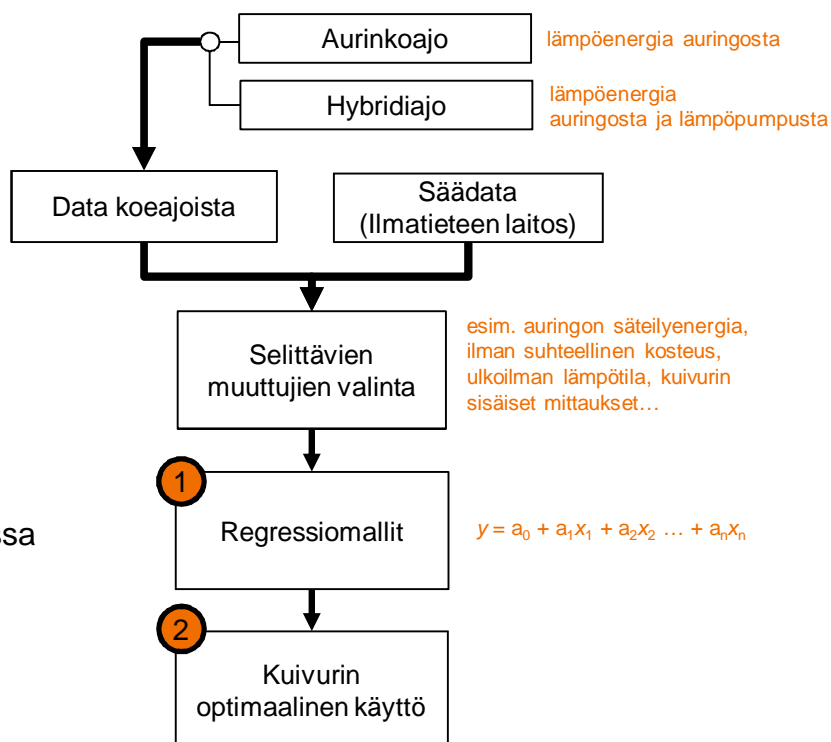 Aurinkoajo
lämpöenergia auringosta
Hybridiajo
lämpöenergia
auringosta ja lämpöpumpusta
Data koeajoista
Säädata
(Ilmatieteen laitos)
Selittävien
muuttujien valinta
esim. auringon säteilyenergia,
ilman suhteellinen kosteus,
ulkoilman lämpötila, kuivurin
sisäiset mittaukset…
1
ssa
Regressiomallit
y = a₀ + a₁x₁ + a₂x₂ … + aₙxₙ
2
Kuivurin
optimaalinen käyttö